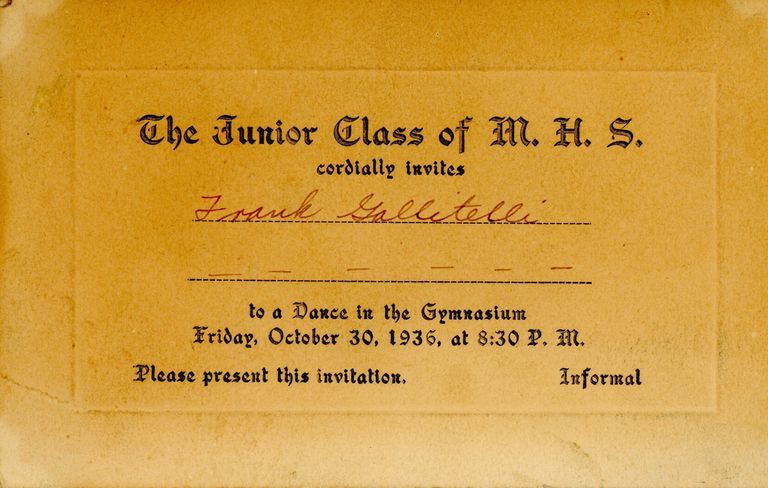 The Junior Class of M. H. S.
cordially invites
Frank Gallitelli
— — — — — —
to a Dance in the Gymnasium
Friday, October 30, 1936, at 8:30 P. M.
Please present this invitation. Informal